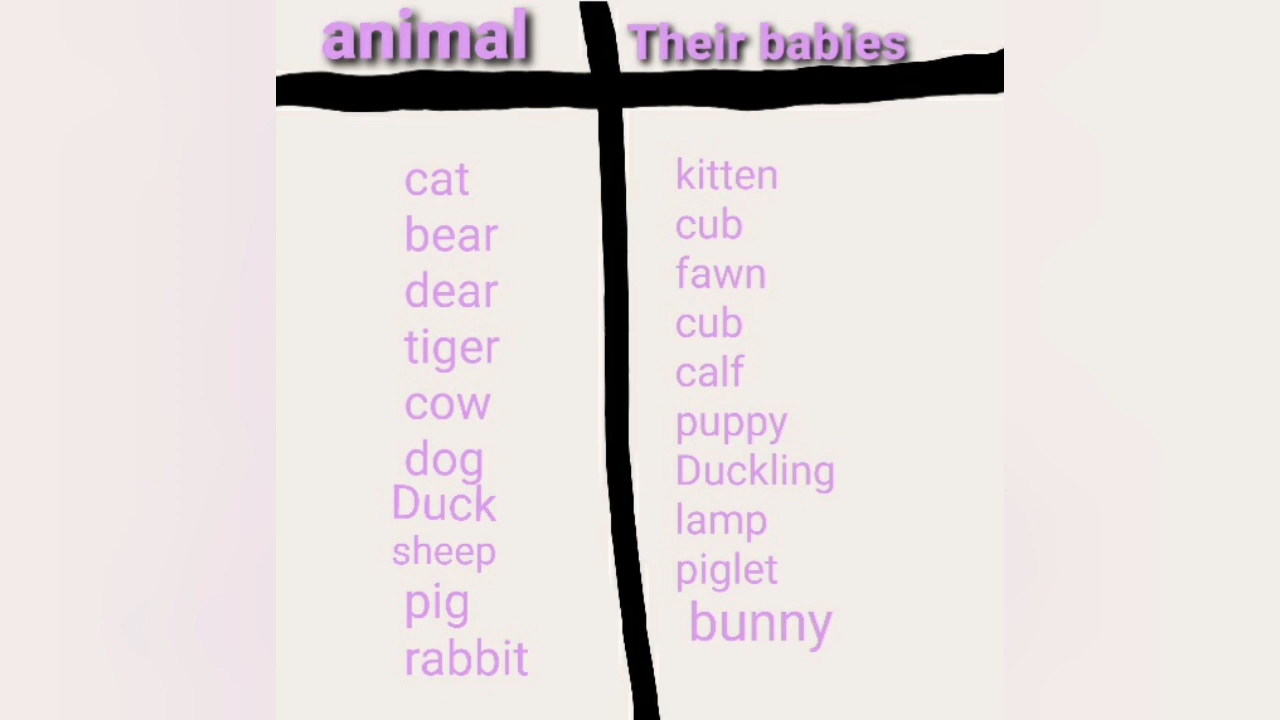 animal Their babies
cat kitten
bear cub
dear fawn
tiger cub
cow calf
dog puppy
Duck Duckling
sheep lamp
pig piglet
rabbit bunny